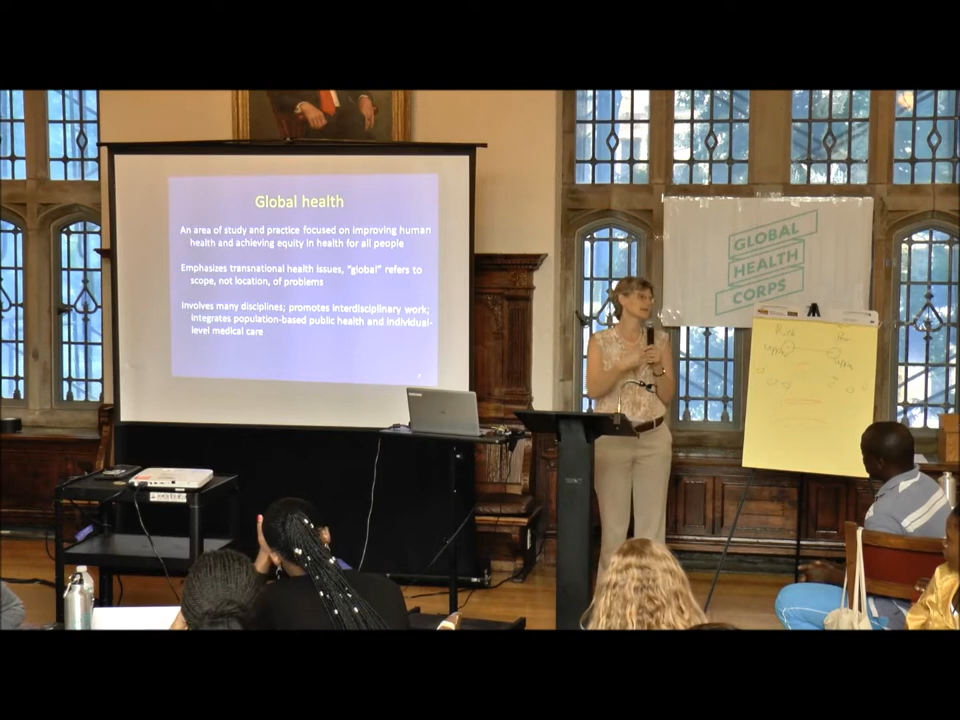 Global health
An area of study and practice focused on improving human
health and achieving equity in health for all people
Emphasizes transnational health issues, "global" refers to
scope, not location, of problems
Involves many disciplines; promotes interdisciplinary work;
integrates population-based public health and individual-
level medical care
GLOBAL
HEALTH
CORPS
Rich